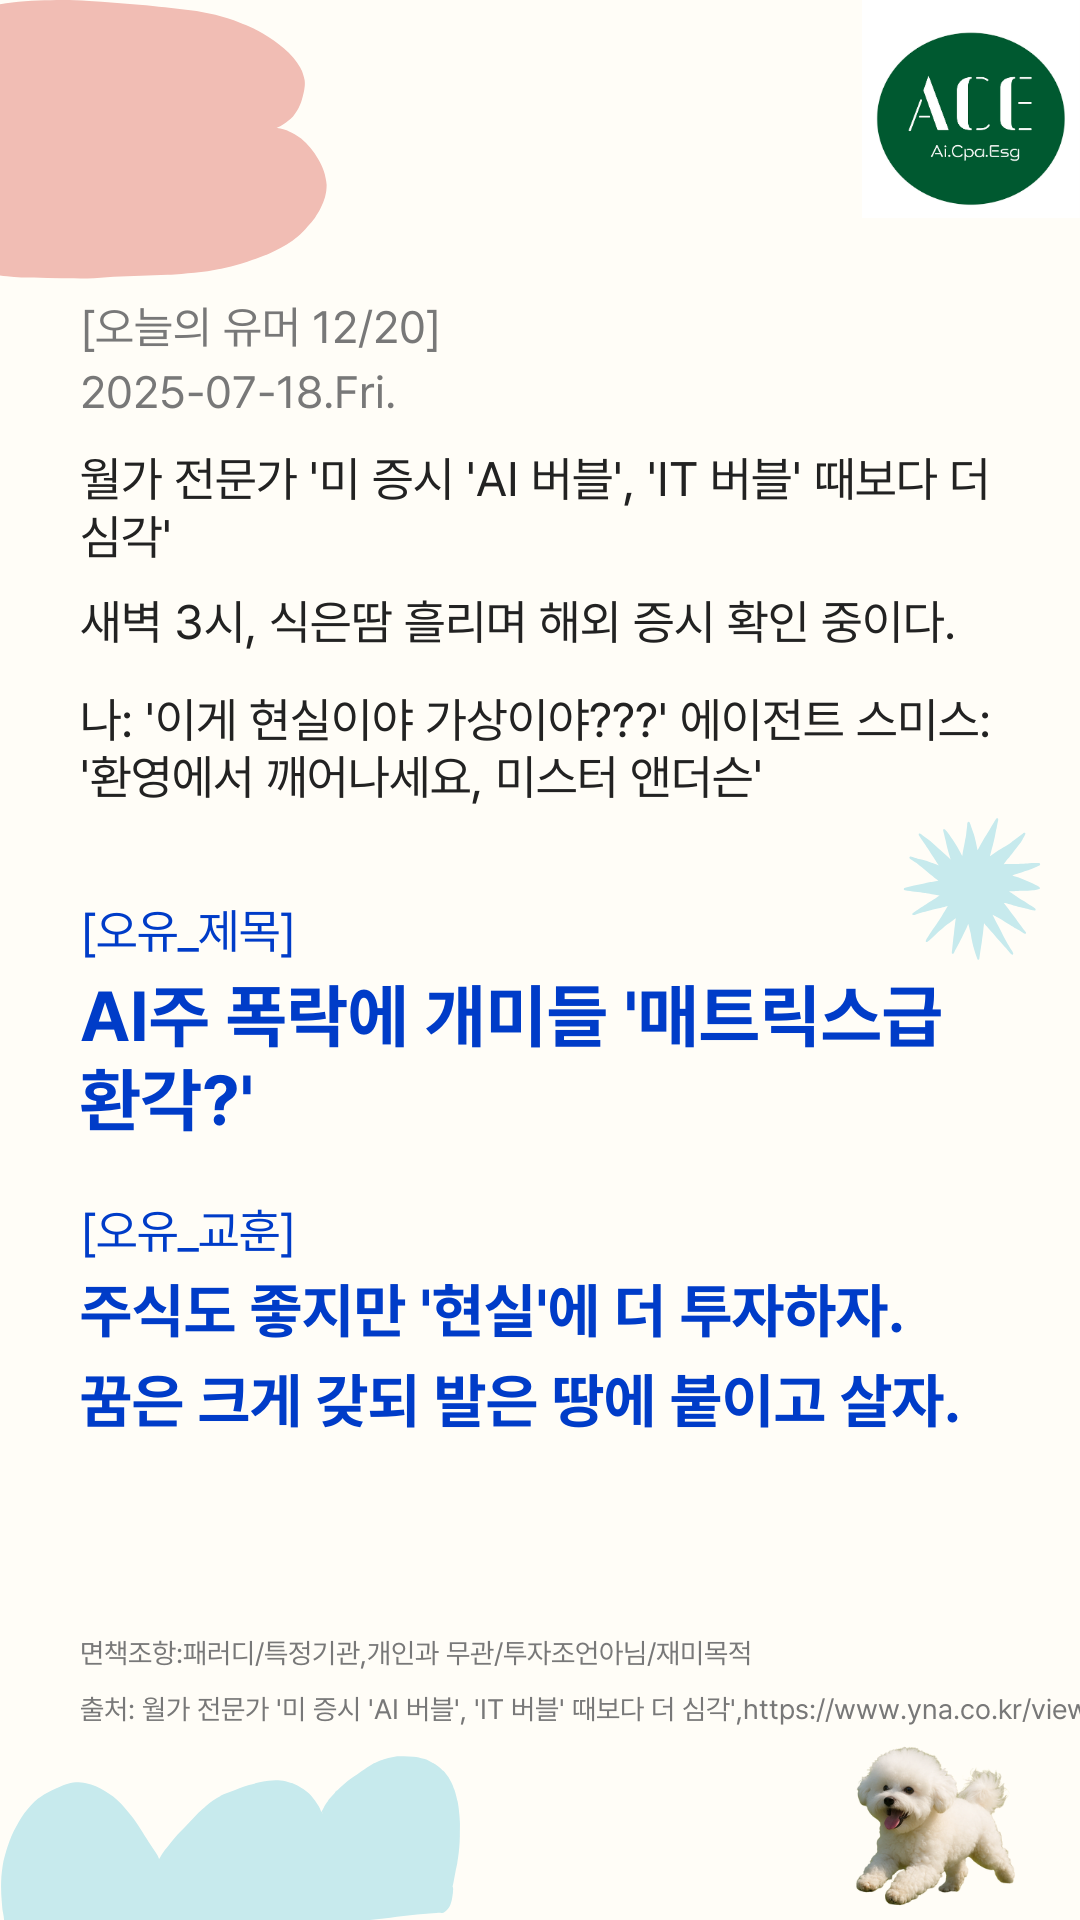 ACE
Ai.Cpa.Esg
[오늘의 유머 12/20]
2025-07-18.Fri.
월가 전문가 '미 증시 'AI 버블', 'IT 버블' 때보다 더
심각'
새벽 3시, 식은땀 흘리며 해외 증시 확인 중이다.
나: '이게 현실이야 가상이야???' 에이전트 스미스:
'환영에서 깨어나세요, 미스터 앤더슨'
[오유_제목]
AI주 폭락에 개미들 '매트릭스급
환각?'
[오유_교훈]
주식도 좋지만 '현실'에 더 투자하자.
꿈은 크게 갖되 발은 땅에 붙이고 살자.
면책조항:패러디/특정기관,개인과 무관/투자조언아님/재미목적
출처: 월가 전문가 '미 증시 'AI 버블', 'IT 버블' 때보다 더 심각',https://www.yna.co.kr/view